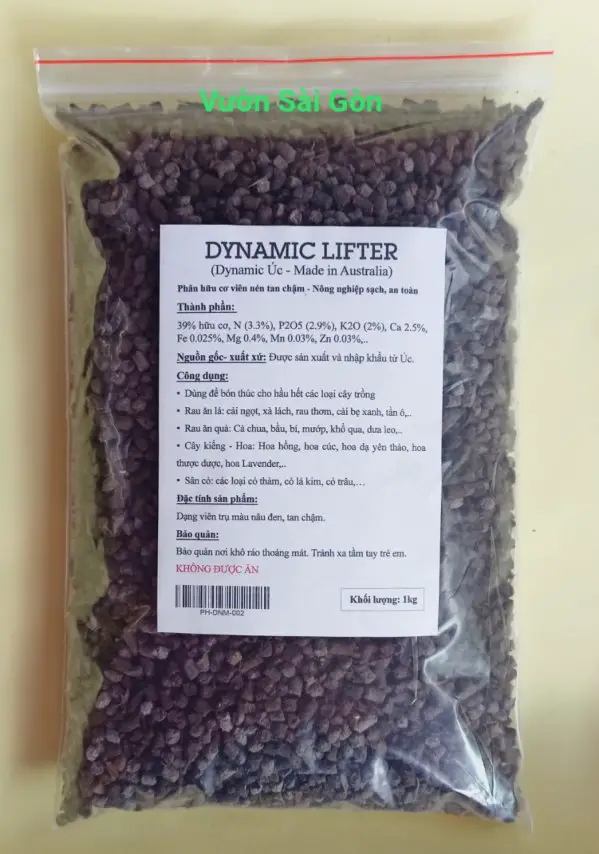 Vườn Sài Gòn
DYNAMIC LIFTER
(Dynamic Úc - Made in Australia)
Phân hữu cơ viên nén tan chậm - Nông nghiệp sạch, an toàn
Thành phần:
39% hữu cơ, N (3.3%), P2O5 (2.9%), K2O (2%), Ca 2.5%,
Fe 0.025%, Mg 0.4%, Mn 0.03%, Zn 0.03%,..
Nguồn gốc- xuất xứ: Được sản xuất và nhập khẩu từ Úc.
Công dụng:
• Dùng để bón thúc cho hầu hết các loại cây trồng
• Rau ăn lá: cải ngọt, xà lách, rau thơm, cải bẹ xanh, tần ô,..
• Rau ăn quả: Cà chua, bầu, bí, mướp, khổ qua, dưa leo,..
• Cây kiểng - Hoa: Hoa hồng, hoa cúc, hoa dạ yên thảo, hoa
thược dược, hoa Lavender,..
• Sân cỏ: các loại cỏ thảm, cỏ lá kim, cỏ trâu,…
Đặc tính sản phẩm:
Dạng viên trụ màu nâu đen, tan chậm.
Bảo quản:
Bảo quản nơi khô ráo thoáng mát. Tránh xa tầm tay trẻ em.
KHÔNG ĐƯỢC ĂN
PH-DNM-002
Khối lượng: 1kg